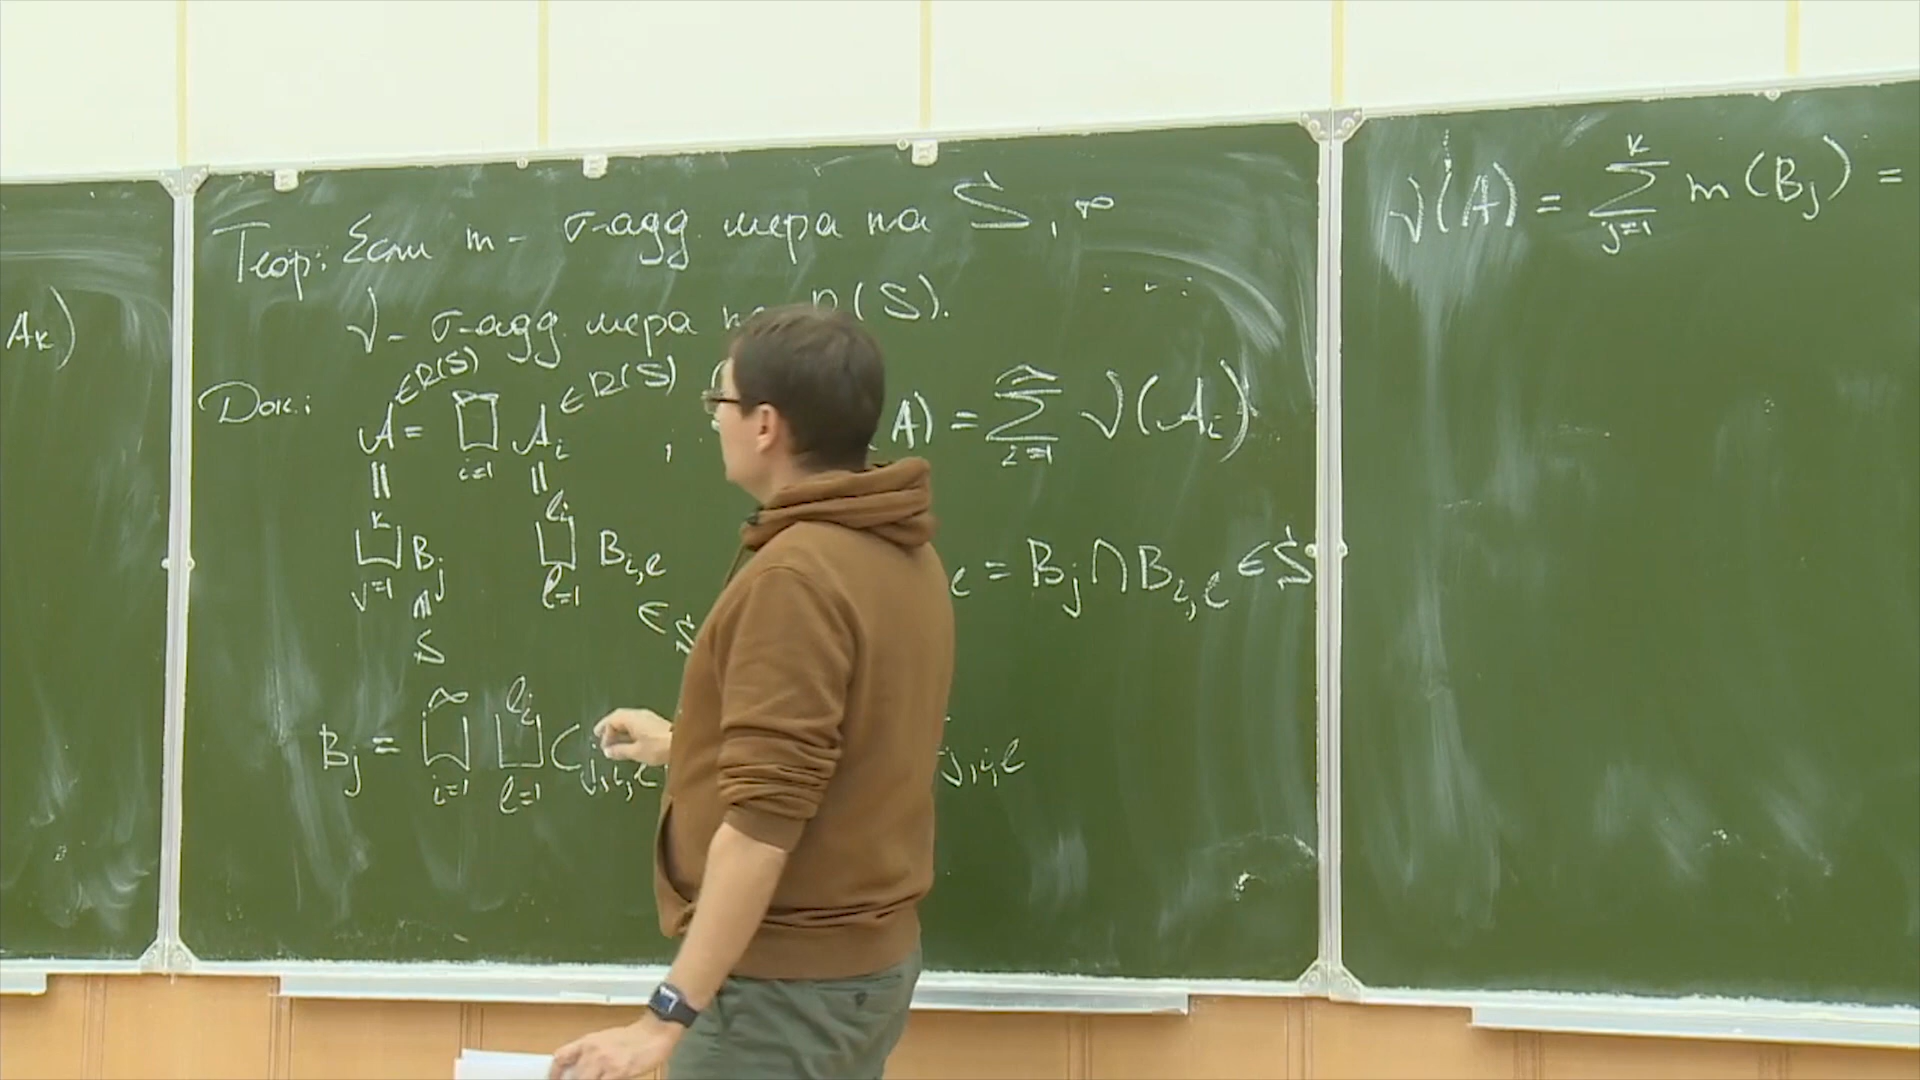 A_k)
Теор: Если m - σ-адд. мера на S, то
ν - σ-адд. мера R(S).
Док: A ∈R(S) = ⨆_{i=1}^∞ A_i ∈R(S), A) = ∑_{i=1}^∞ ν(A_i)
|| ||
⨆_{j=1}^k B_j ⨆_{l=1}^{l_i} B_{i,l} ∈ S l = B_j ∩ B_{i,l} ∈ S
∈
S
B_j = ⨆_{i=1}^∞ ⨆_{l=1}^{l_i} C_{j,i,l} j,i,l
ν(A) = ∑_{j=1}^k m(B_j) =